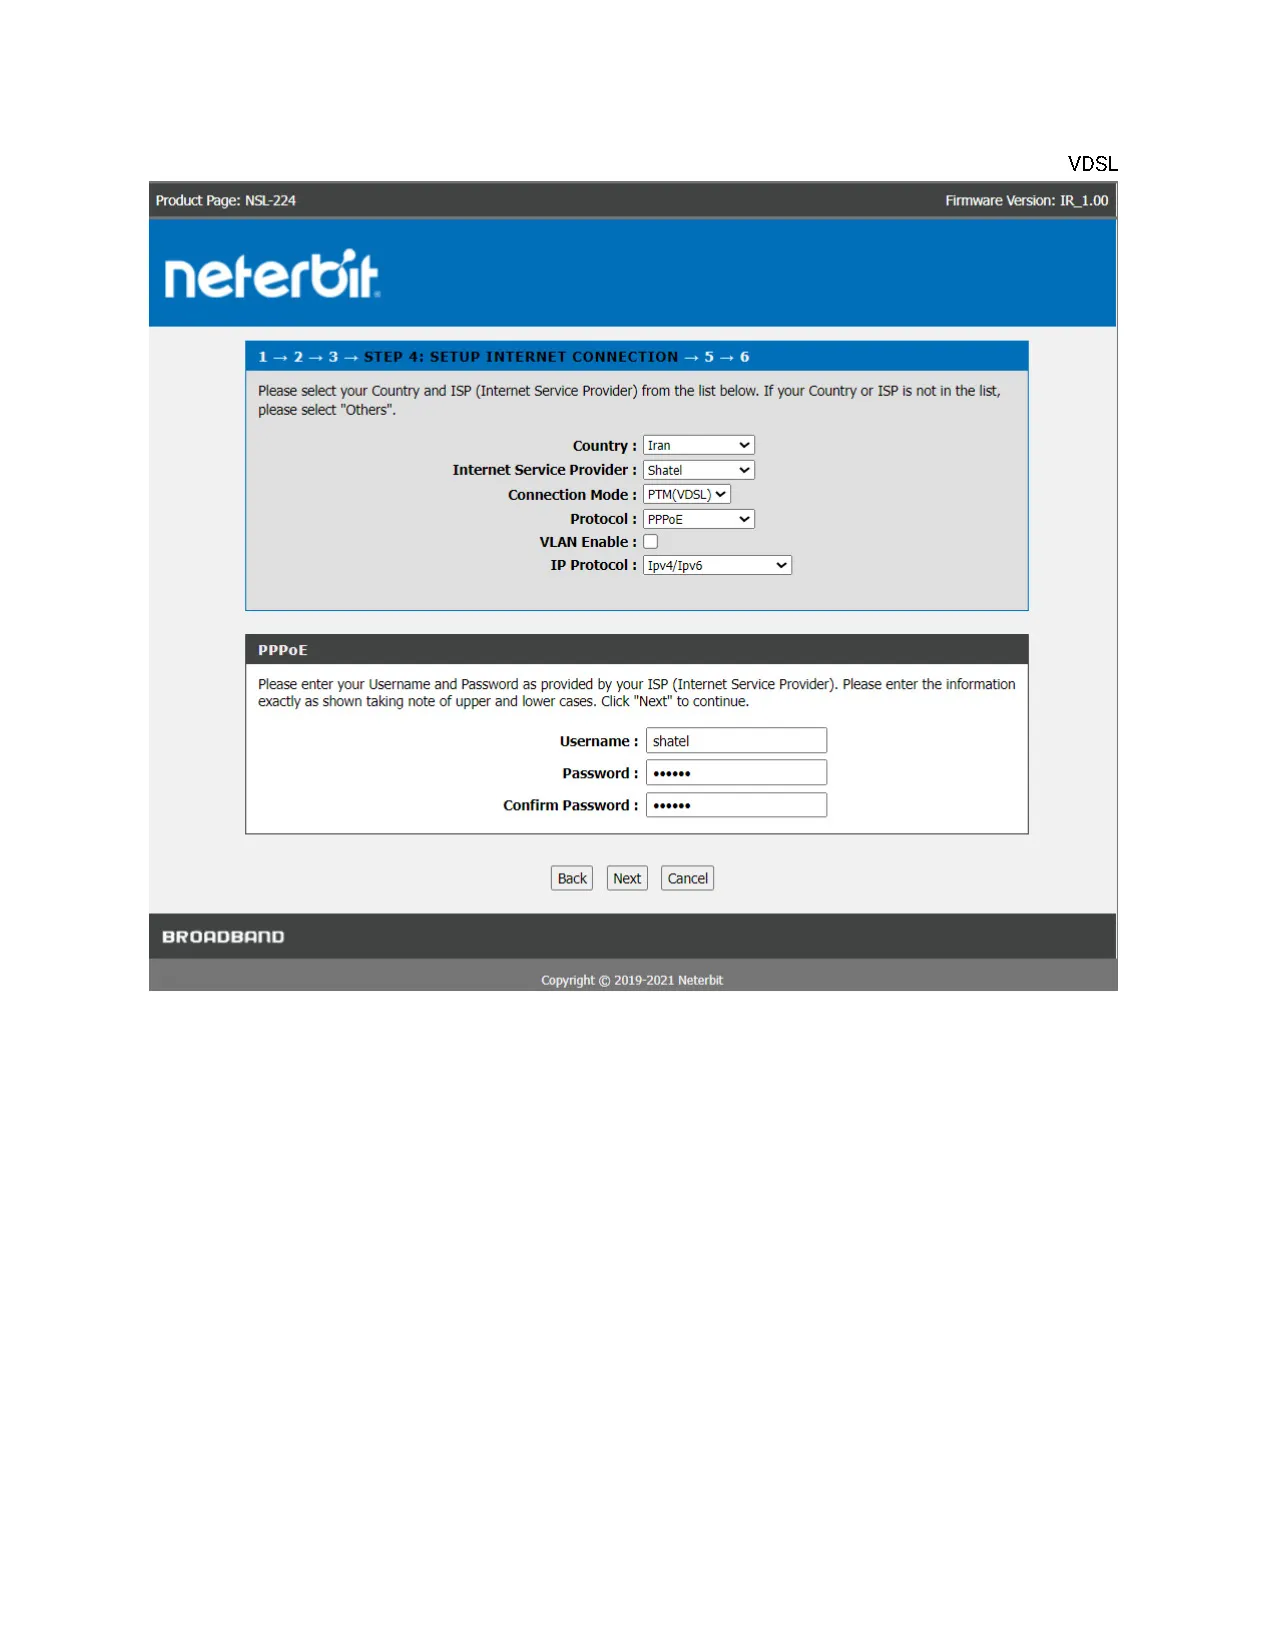 VDSL
Product Page: NSL-224
Firmware Version: IR_1.00
neterbit
1 → 2 → 3 → STEP 4: SETUP INTERNET CONNECTION → 5 → 6
Please select your Country and ISP (Internet Service Provider) from the list below. If your Country or ISP is not in the list,
please select "Others".
Country : Iran
Internet Service Provider : Shatel
Connection Mode : PTM(VDSL)
Protocol : PPPoE
VLAN Enable :
IP Protocol : Ipv4/Ipv6
PPPoE
Please enter your Username and Password as provided by your ISP (Internet Service Provider). Please enter the information
exactly as shown taking note of upper and lower cases. Click "Next" to continue.
Username : shatel
Password : ••••••
Confirm Password : ••••••
Back Next Cancel
BROADBAND
Copyright © 2019-2021 Neterbit